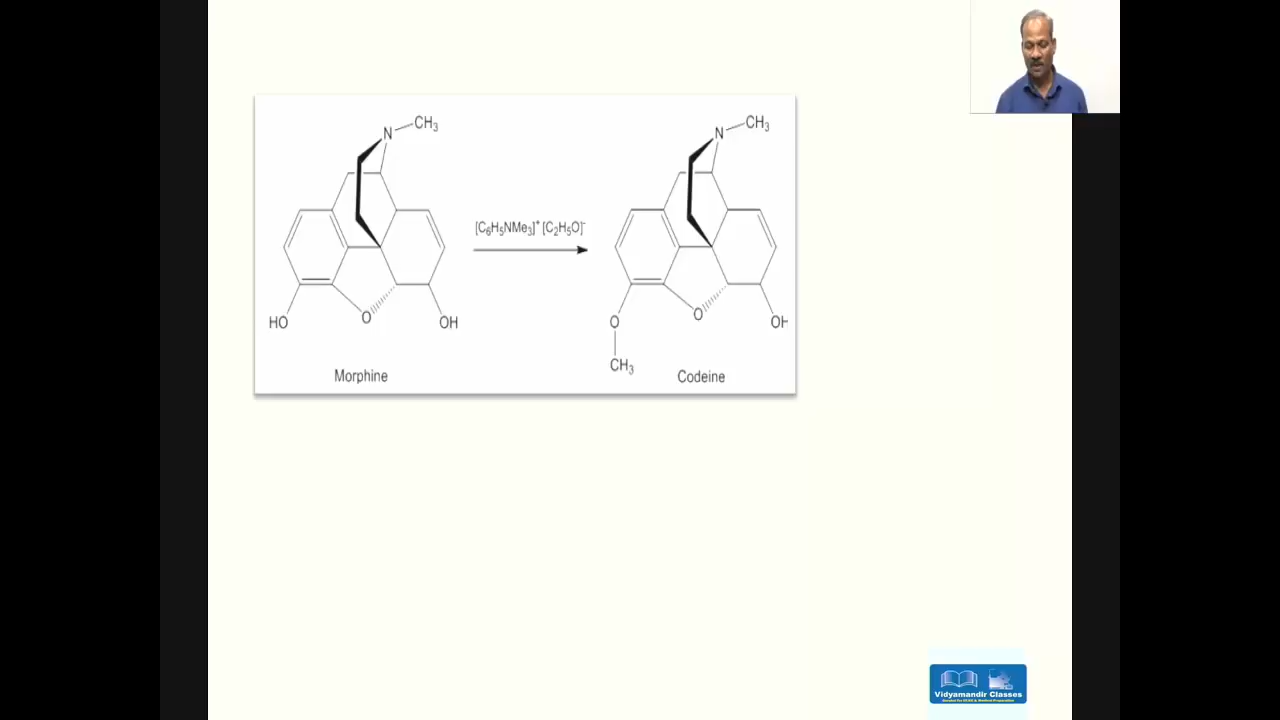 N CH₃
N CH₃
[C₆H₅NMe₃]⁺ [C₂H₅O]⁻
HO O OH
O O OH
CH₃
Morphine
Codeine
Vidyamandir Classes